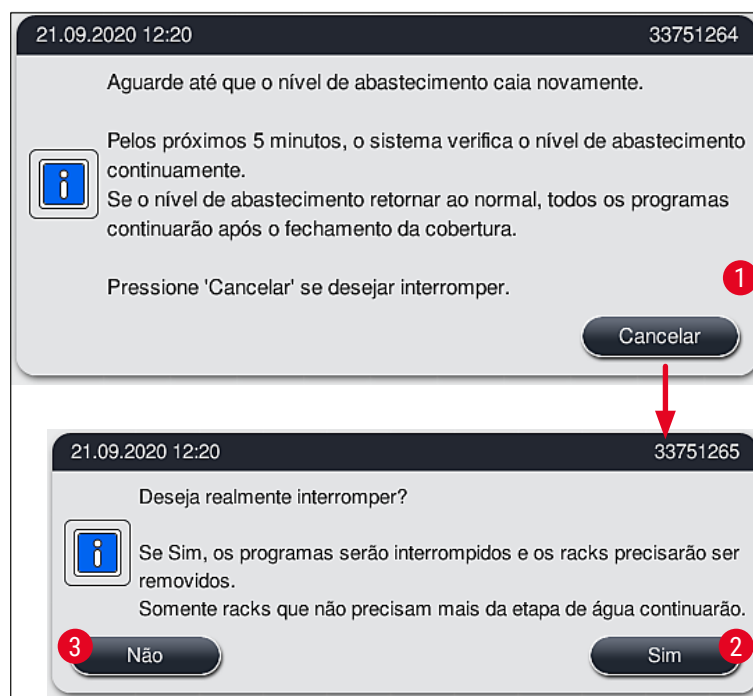 21.09.2020 12:20 33751264
Aguarde até que o nível de abastecimento caia novamente.
Pelos próximos 5 minutos, o sistema verifica o nível de abastecimento
continuamente.
Se o nível de abastecimento retornar ao normal, todos os programas
continuarão após o fechamento da cobertura.
Pressione 'Cancelar' se desejar interromper.
1
Cancelar
21.09.2020 12:20 33751265
Deseja realmente interromper?
Se Sim, os programas serão interrompidos e os racks precisarão ser
removidos.
Somente racks que não precisam mais da etapa de água continuarão.
3 Não Sim 2